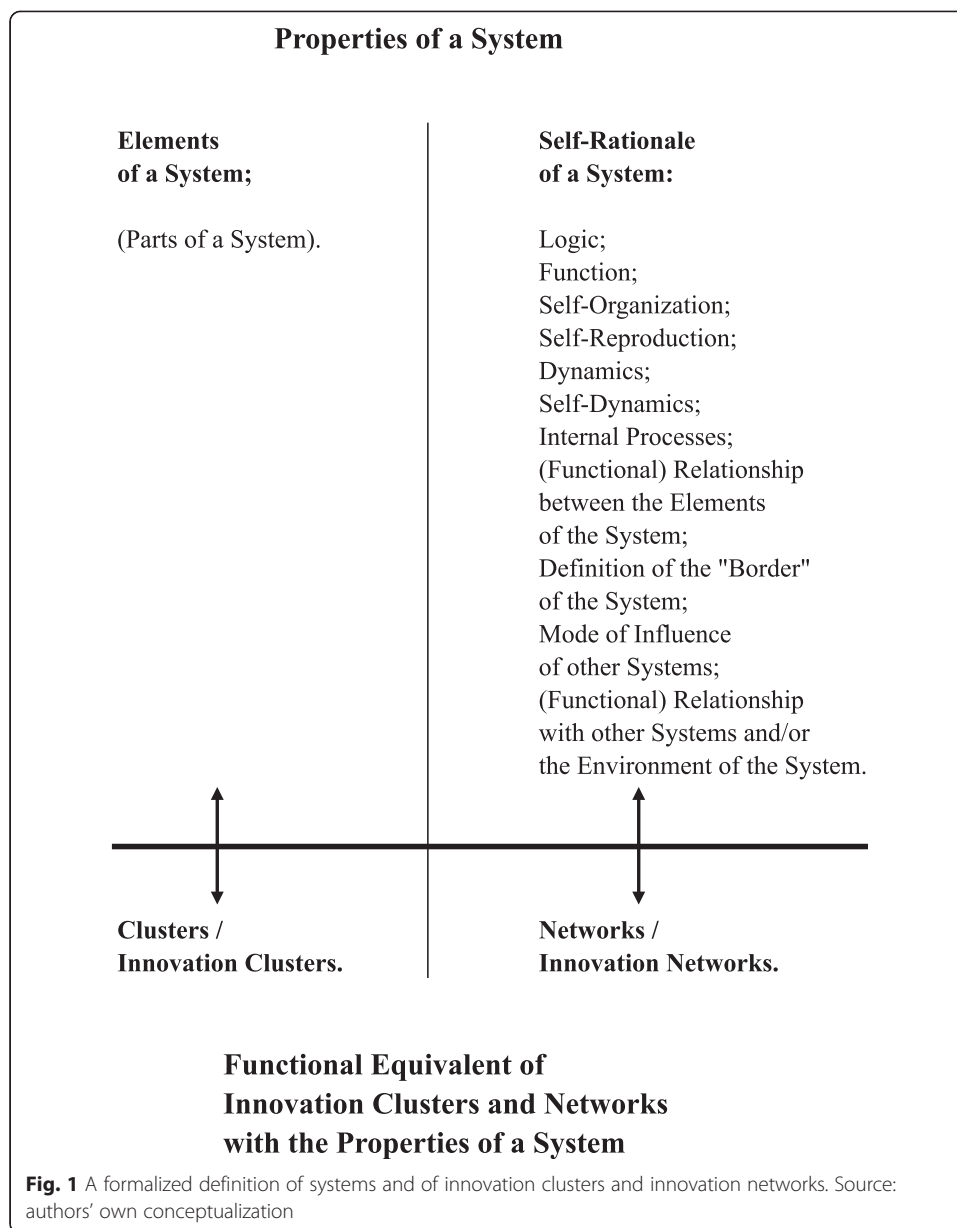 Properties of a System
Elements
of a System;
(Parts of a System).
Self-Rationale
of a System:
Logic;
Function;
Self-Organization;
Self-Reproduction;
Dynamics;
Self-Dynamics;
Internal Processes;
(Functional) Relationship
between the Elements
of the System;
Definition of the "Border"
of the System;
Mode of Influence
of other Systems;
(Functional) Relationship
with other Systems and/or
the Environment of the System.
Clusters /
Innovation Clusters.
Networks /
Innovation Networks.
Functional Equivalent of
Innovation Clusters and Networks
with the Properties of a System
Fig. 1 A formalized definition of systems and of innovation clusters and innovation networks. Source:
authors' own conceptualization